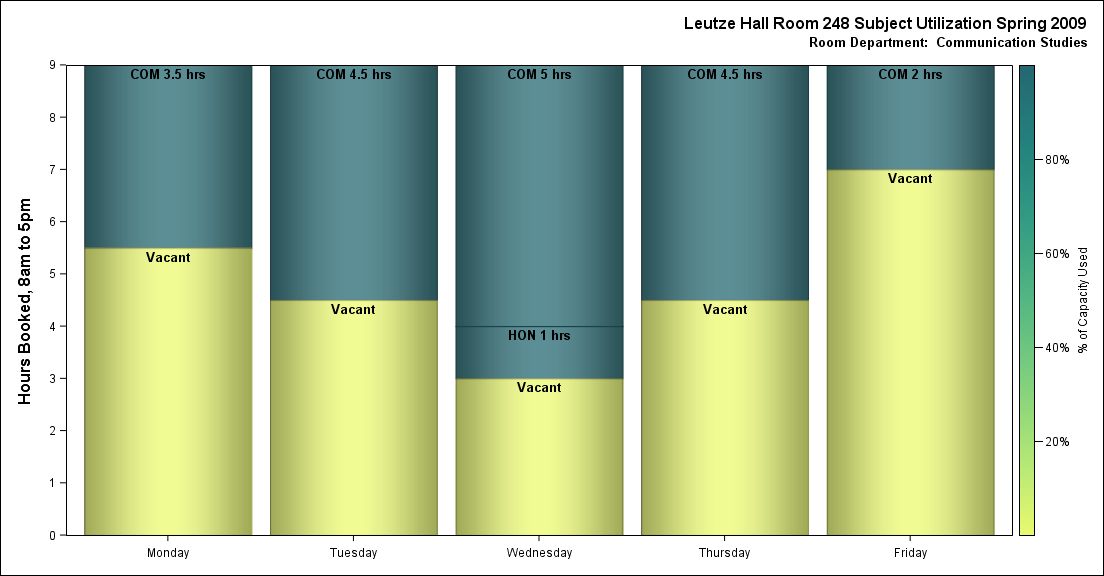 Leutze Hall Room 248 Subject Utilization Spring 2009
Room Department:  Communication Studies
Hours Booked, 8am to 5pm
9
8
7
6
5
4
3
2
1
0
COM 3.5 hrs
Vacant
COM 4.5 hrs
Vacant
COM 5 hrs
HON 1 hrs
Vacant
COM 4.5 hrs
Vacant
COM 2 hrs
Vacant
Monday
Tuesday
Wednesday
Thursday
Friday
80%
60%
40%
20%
% of Capacity Used